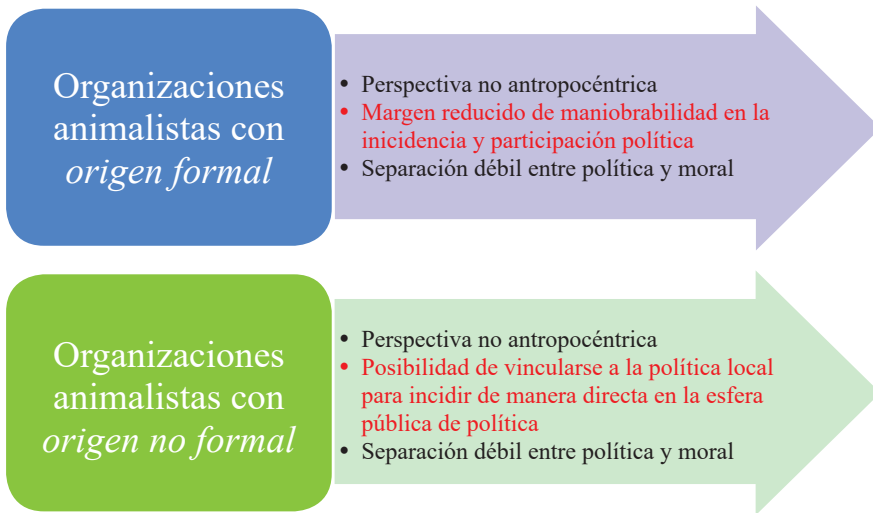 Organizaciones
animalistas con
origen formal
• Perspectiva no antropocéntrica
• Margen reducido de maniobrabilidad en la
inicidencia y participación política
• Separación débil entre política y moral
Organizaciones
animalistas con
origen no formal
• Perspectiva no antropocéntrica
• Posibilidad de vincularse a la política local
para incidir de manera directa en la esfera
pública de política
• Separación débil entre política y moral